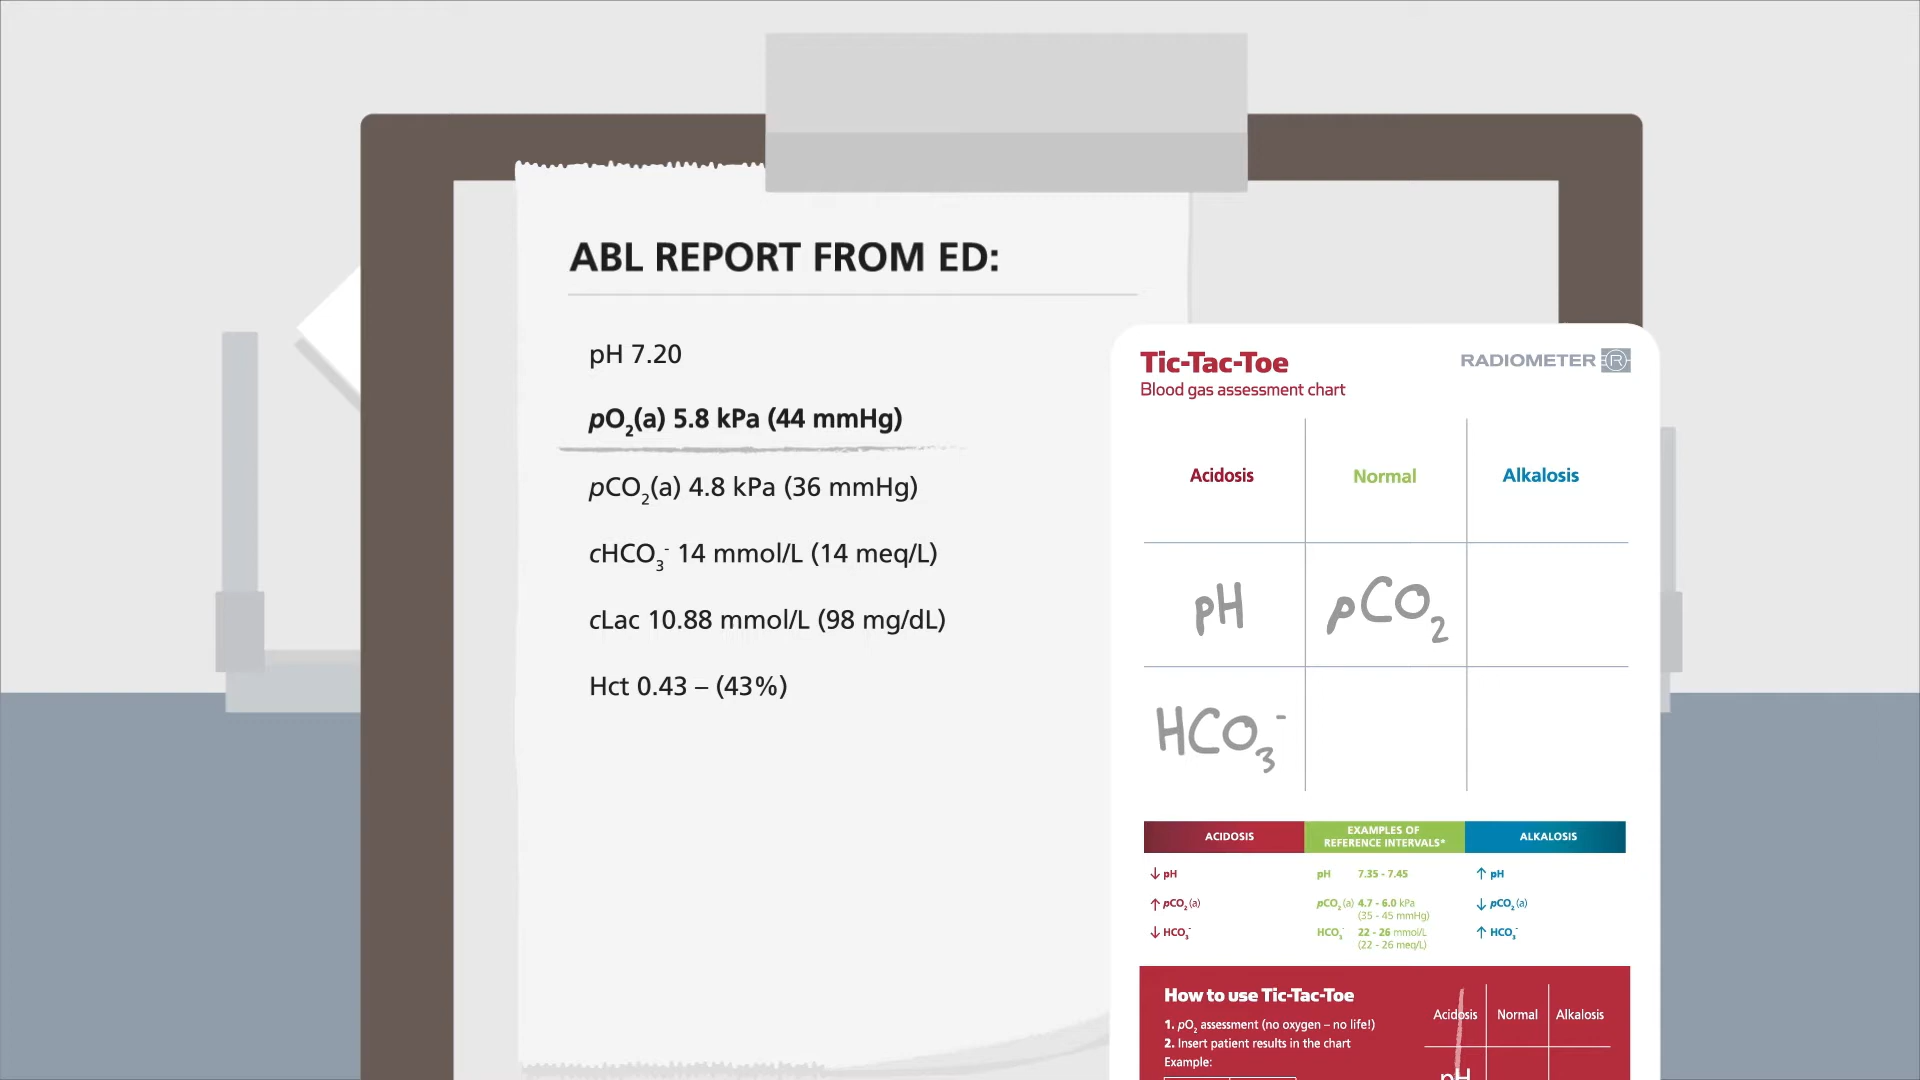 ABL REPORT FROM ED:
pH 7.20
pO₂(a) 5.8 kPa (44 mmHg)
pCO₂(a) 4.8 kPa (36 mmHg)
cHCO₃⁻ 14 mmol/L (14 meq/L)
cLac 10.88 mmol/L (98 mg/dL)
Hct 0.43 – (43%)
Tic-Tac-Toe
RADIOMETER R
Blood gas assessment chart
Acidosis Normal Alkalosis
pH pCO₂
HCO₃⁻
ACIDOSIS EXAMPLES OF REFERENCE INTERVALS* ALKALOSIS
↓ pH pH 7.35 - 7.45 ↑ pH
↑ pCO₂(a) pCO₂(a) 4.7 - 6.0 kPa ↓ pCO₂(a)
(35 - 45 mmHg)
↓ HCO₃⁻ HCO₃⁻ 22 - 26 mmol/L ↑ HCO₃⁻
(22 - 26 meq/L)
How to use Tic-Tac-Toe
1. pO₂ assessment (no oxygen – no life!)
2. Insert patient results in the chart
Example:
Acidosis Normal Alkalosis
pH